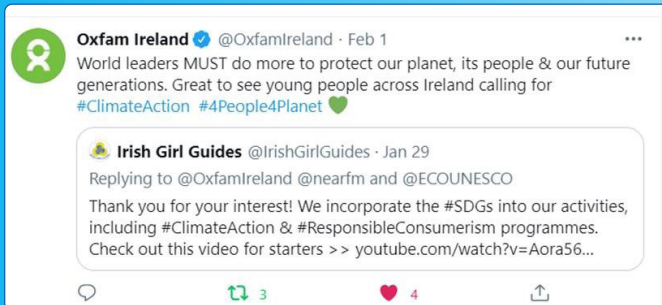 Oxfam Ireland @OxfamIreland · Feb 1
World leaders MUST do more to protect our planet, its people & our future
generations. Great to see young people across Ireland calling for
#ClimateAction #4People4Planet 💚
Irish Girl Guides @IrishGirlGuides · Jan 29
Replying to @OxfamIreland @nearfm and @ECOUNESCO
Thank you for your interest! We incorporate the #SDGs into our activities,
including #ClimateAction & #ResponsibleConsumerism programmes.
Check out this video for starters >> youtube.com/watch?v=Aora56...
3 4